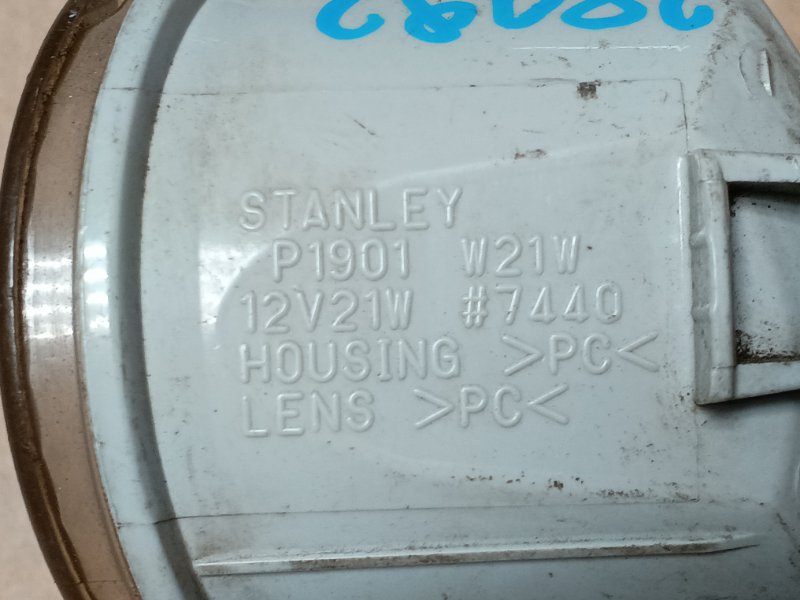 STANLEY
P1901 W21W
12V21W #7440
HOUSING >PC<
LENS >PC<